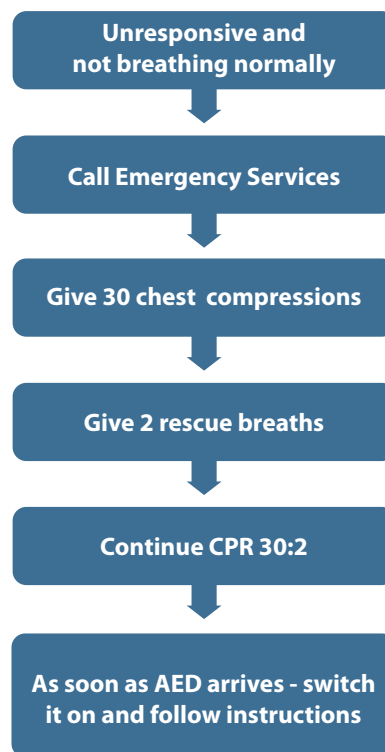 Unresponsive and
not breathing normally
Call Emergency Services
Give 30 chest compressions
Give 2 rescue breaths
Continue CPR 30:2
As soon as AED arrives - switch
it on and follow instructions